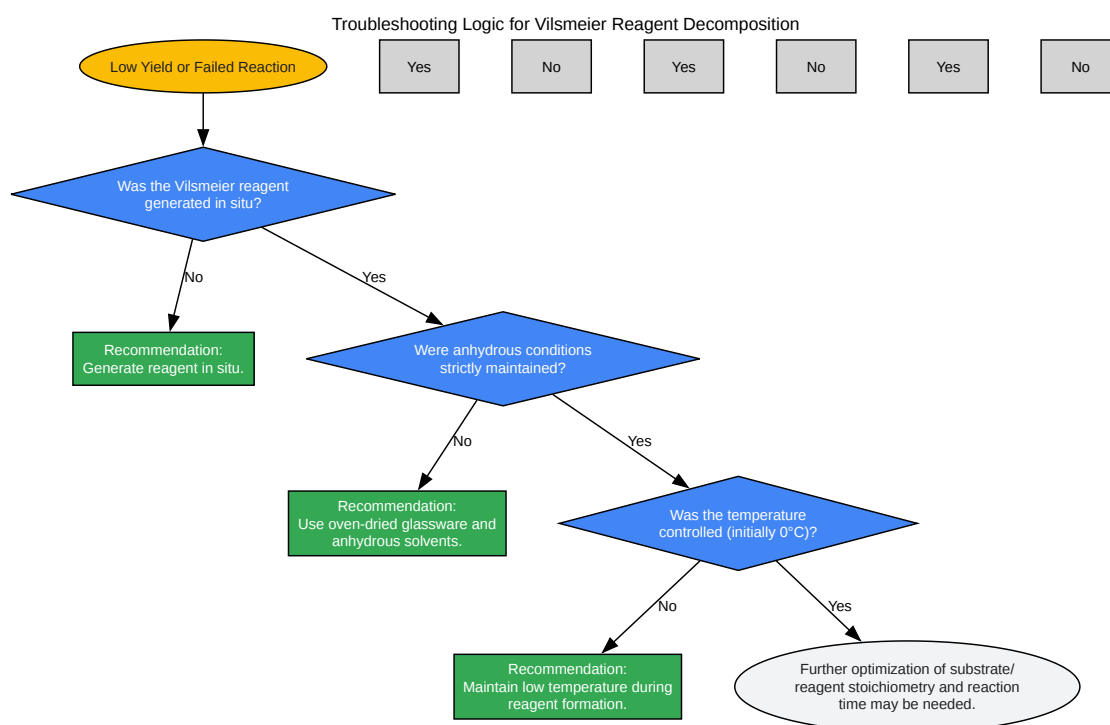 Troubleshooting Logic for Vilsmeier Reagent Decomposition
Low Yield or Failed Reaction
Yes
No
Yes
No
Yes
No
Was the Vilsmeier reagent
generated in situ?
No
Yes
Recommendation:
Generate reagent in situ.
Were anhydrous conditions
strictly maintained?
No
Yes
Recommendation:
Use oven-dried glassware and
anhydrous solvents.
Was the temperature
controlled (initially 0°C)?
No
Yes
Recommendation:
Maintain low temperature during
reagent formation.
Further optimization of substrate/
reagent stoichiometry and reaction
time may be needed.